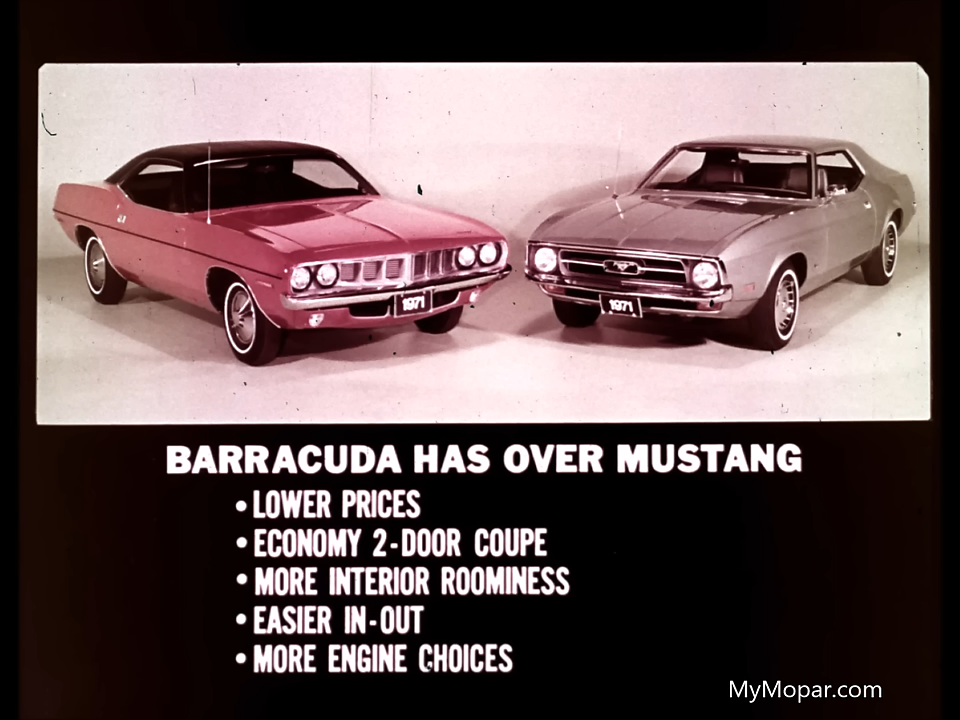 1971
1971
BARRACUDA HAS OVER MUSTANG
• LOWER PRICES
• ECONOMY 2-DOOR COUPE
• MORE INTERIOR ROOMINESS
• EASIER IN-OUT
• MORE ENGINE CHOICES
MyMopar.com